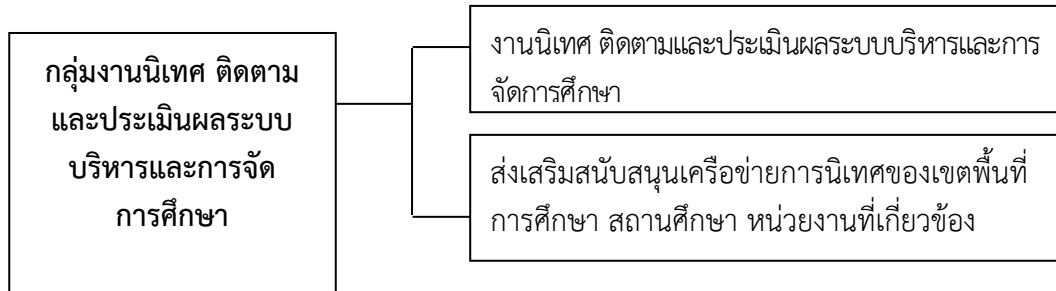 กลุ่มงานนิเทศ ติดตาม
และประเมินผลระบบ
บริหารและการจัด
การศึกษา
งานนิเทศ ติดตามและประเมินผลระบบบริหารและการ
จัดการศึกษา
ส่งเสริมสนับสนุนเครือข่ายการนิเทศของเขตพื้นที่
การศึกษา สถานศึกษา หน่วยงานที่เกี่ยวข้อง